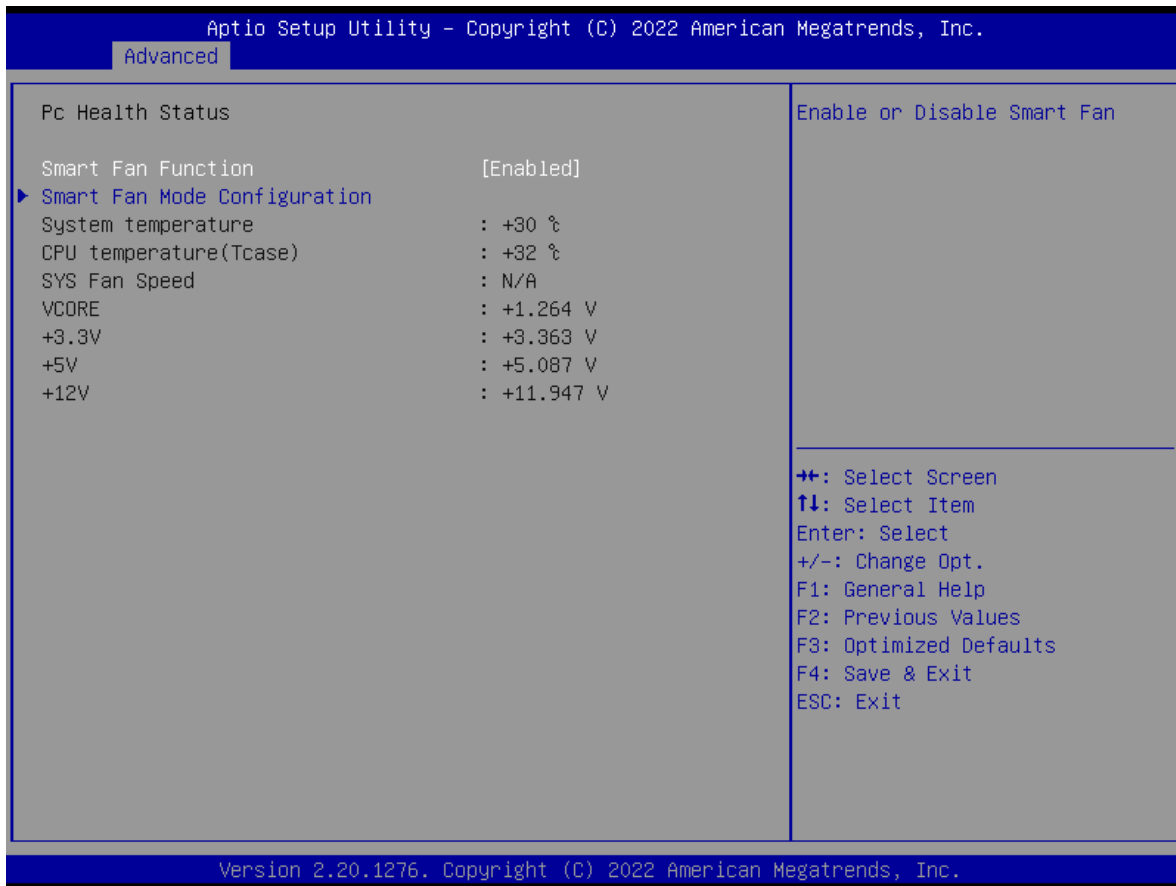 Aptio Setup Utility – Copyright (C) 2022 American Megatrends, Inc.
Advanced
Pc Health Status
Smart Fan Function [Enabled]
Smart Fan Mode Configuration
System temperature : +30 ℃
CPU temperature(Tcase) : +32 ℃
SYS Fan Speed : N/A
VCORE : +1.264 V
+3.3V : +3.363 V
+5V : +5.087 V
+12V : +11.947 V
Enable or Disable Smart Fan
→←: Select Screen
↑↓: Select Item
Enter: Select
+/-: Change Opt.
F1: General Help
F2: Previous Values
F3: Optimized Defaults
F4: Save & Exit
ESC: Exit
Version 2.20.1276. Copyright (C) 2022 American Megatrends, Inc.